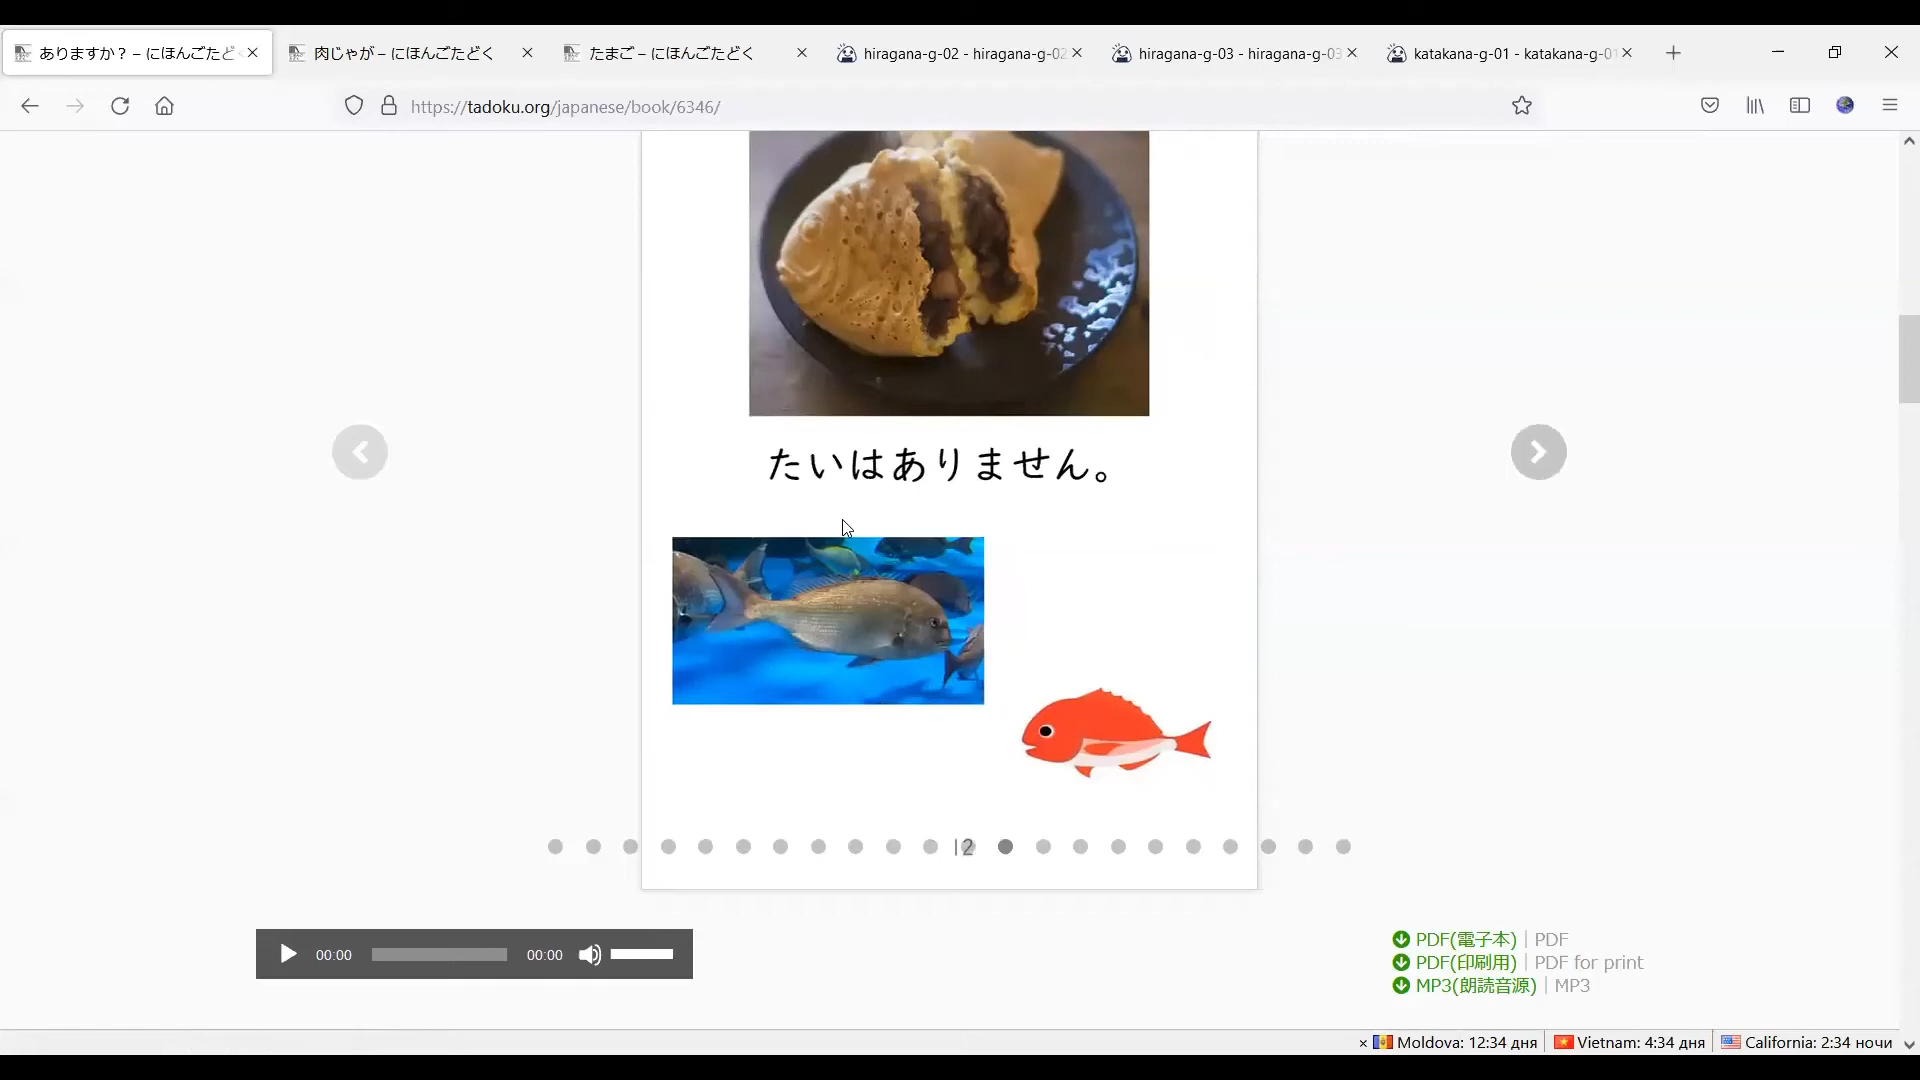 ありますか？ – にほんごたどく
肉じゃが – にほんごたどく
たまご – にほんごたどく
hiragana-g-02 - hiragana-g-02
hiragana-g-03 - hiragana-g-03
katakana-g-01 - katakana-g-01
https://tadoku.org/japanese/book/6346/
たいはありません。
12
00:00
00:00
PDF(電子本) | PDF
PDF(印刷用) | PDF for print
MP3(朗読音源) | MP3
× Moldova: 12:34 дня
Vietnam: 4:34 дня
California: 2:34 ночи